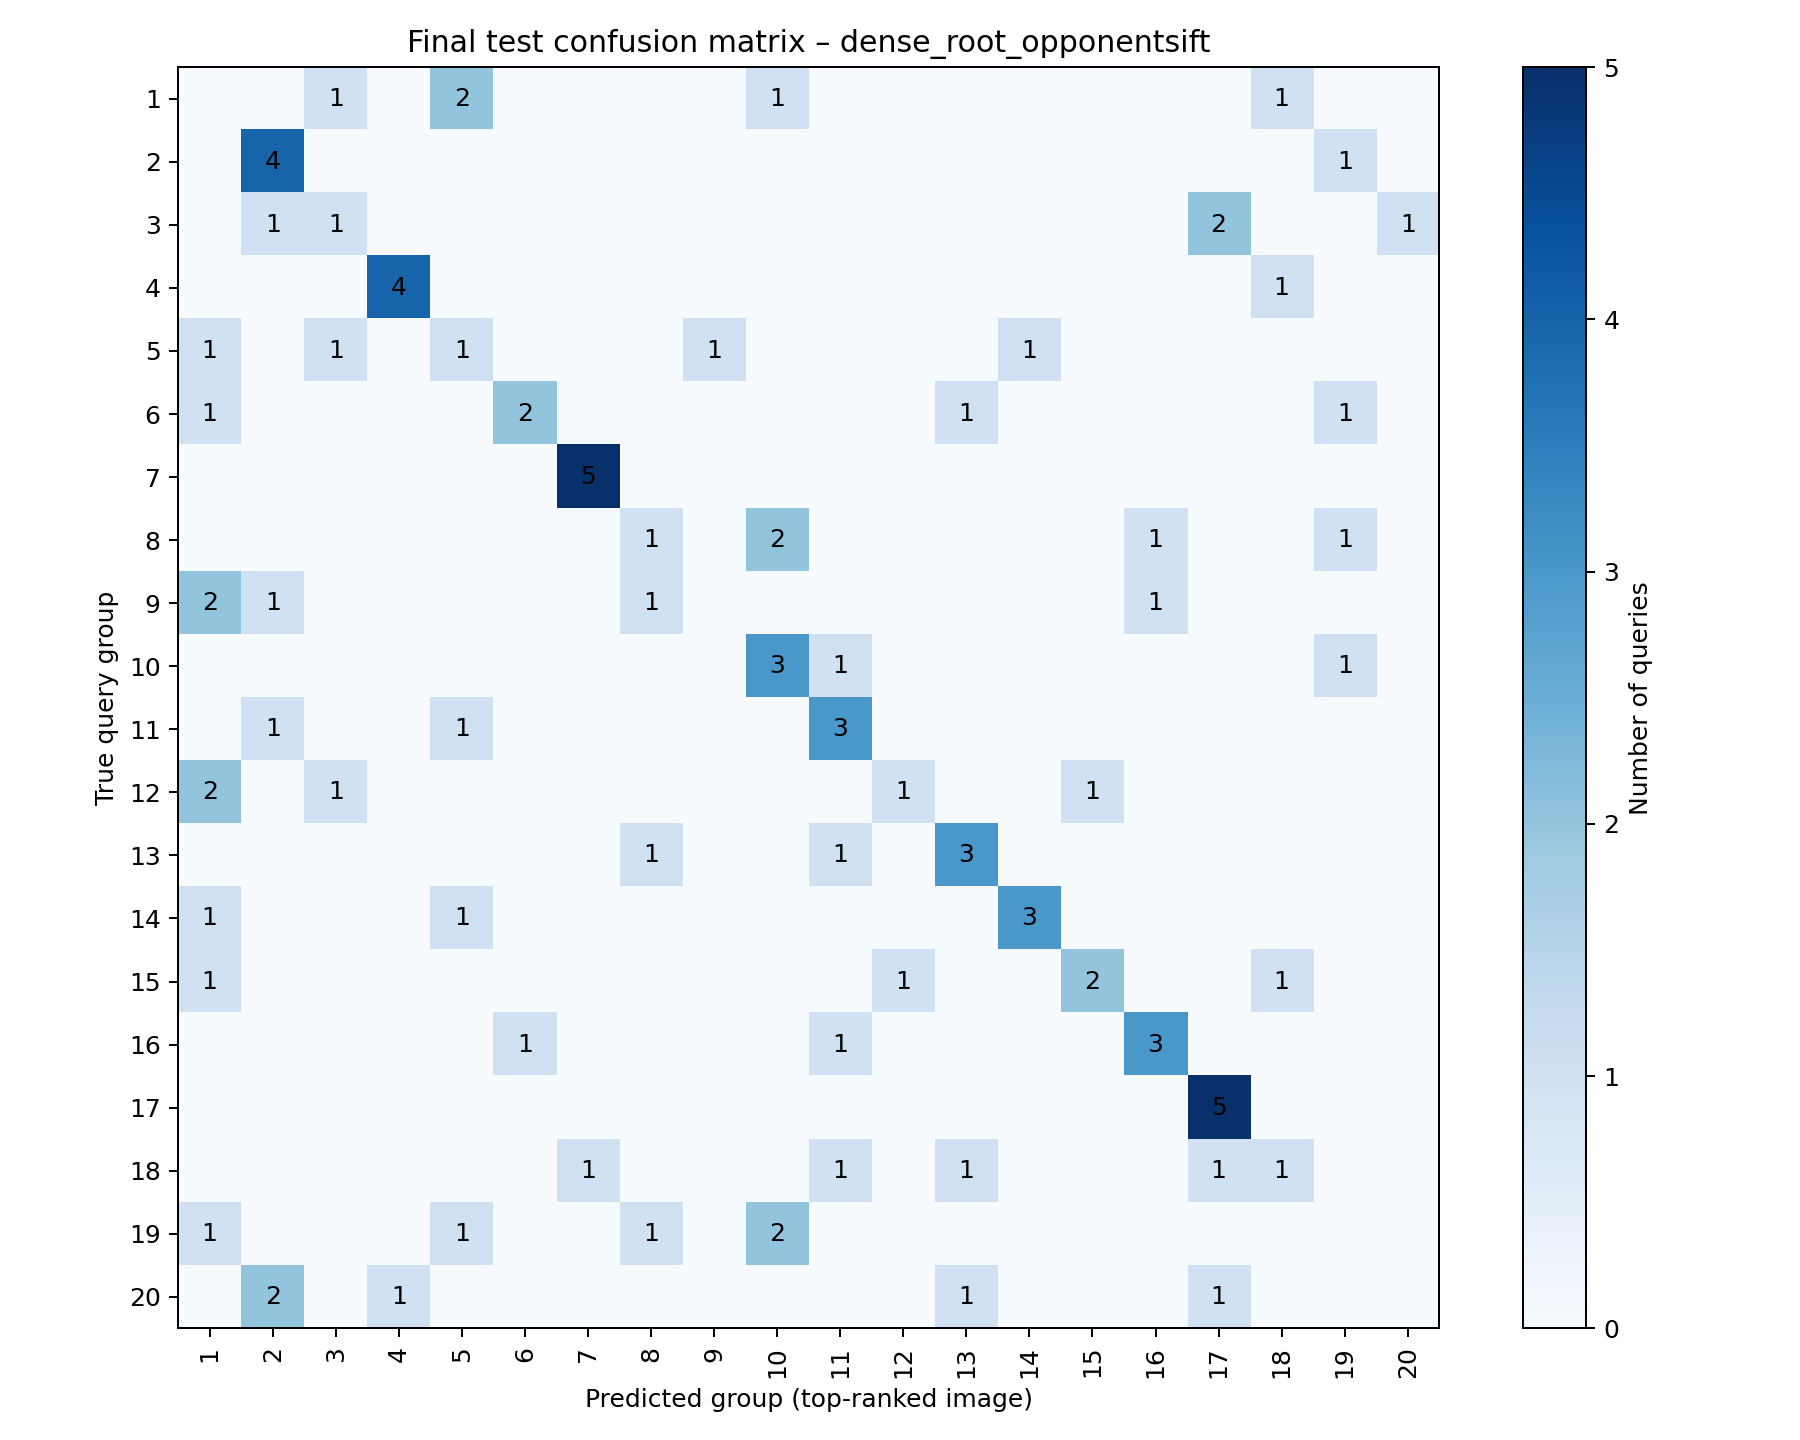 Final test confusion matrix – dense_root_opponentsift
1 1 2 1 1
2 4 1
3 1 1 2 1
4 4 1
5 1 1 1 1 1
6 1 2 1 1
7 5
8 1 2 1 1
9 2 1 1 1
10 3 1 1
11 1 1 3
12 2 1 1 1
13 1 1 3
14 1 1 3
15 1 1 2 1
16 1 1 3
17 5
18 1 1 1 1 1
19 1 1 1 2
20 2 1 1 1
1 2 3 4 5 6 7 8 9 10 11 12 13 14 15 16 17 18 19 20
Predicted group (top-ranked image)
True query group
5
4
3
2
1
0
Number of queries